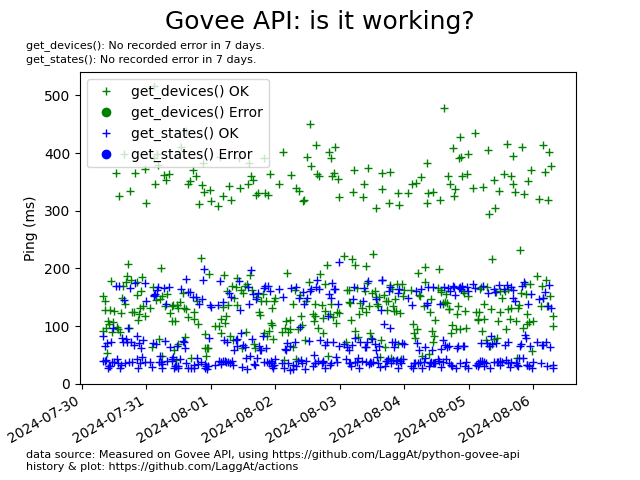 Govee API: is it working?
get_devices(): No recorded error in 7 days.
get_states(): No recorded error in 7 days.
get_devices() OK
get_devices() Error
get_states() OK
get_states() Error
Ping (ms)
500
400
300
200
100
0
2024-07-30
2024-07-31
2024-08-01
2024-08-02
2024-08-03
2024-08-04
2024-08-05
2024-08-06
data source: Measured on Govee API, using https://github.com/LaggAt/python-govee-api
history & plot: https://github.com/LaggAt/actions